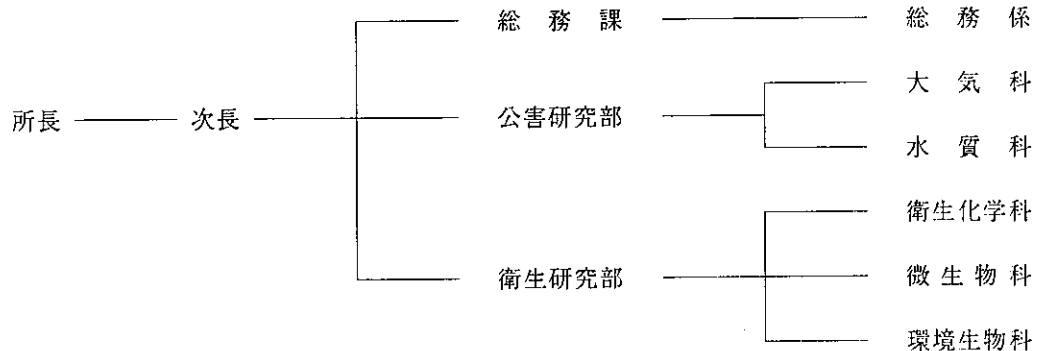 総務課 総務係
大気科
所長 次長 公害研究部
水質科
衛生化学科
衛生研究部 微生物科
環境生物科